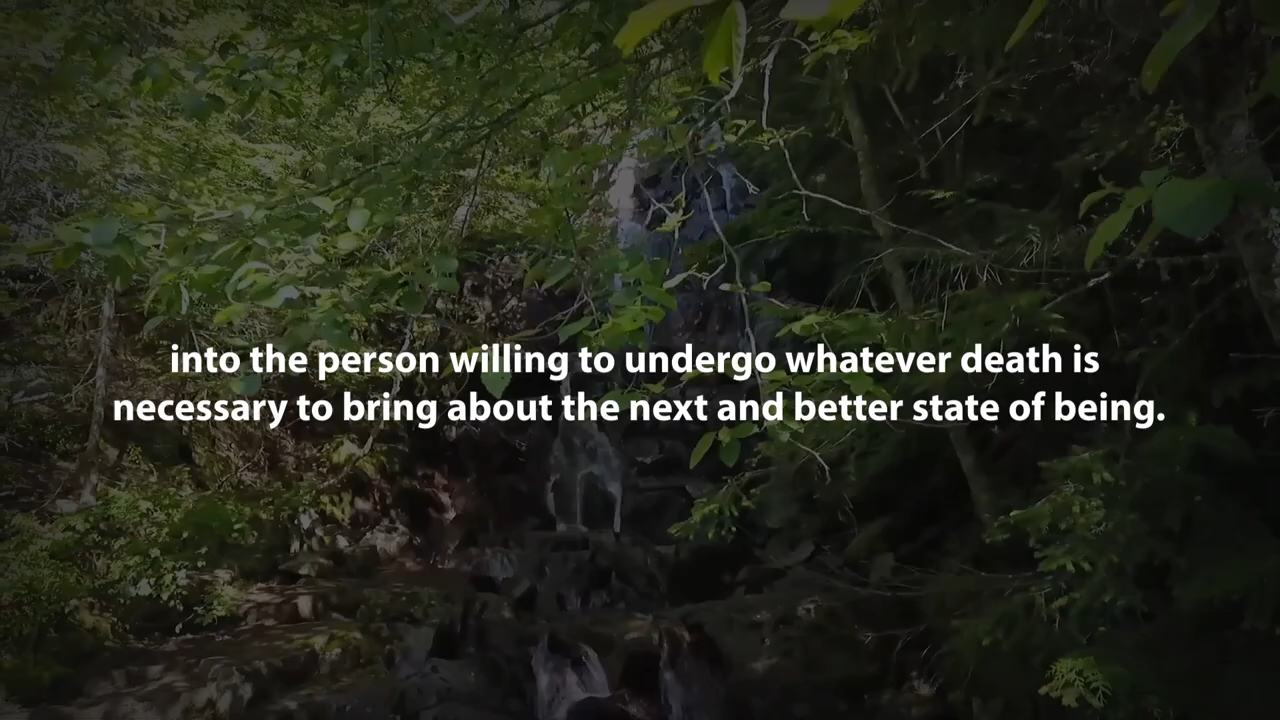 into the person willing to undergo whatever death is
necessary to bring about the next and better state of being.